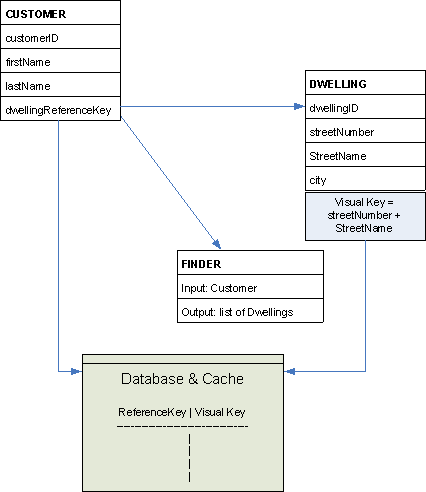 CUSTOMER
customerID
firstName
lastName
dwellingReferenceKey
DWELLING
dwellingID
streetNumber
StreetName
city
Visual Key =
streetNumber +
StreetName
FINDER
Input: Customer
Output: list of Dwellings
Database & Cache
ReferenceKey | Visual Key
-------------------------
|
|
|
|